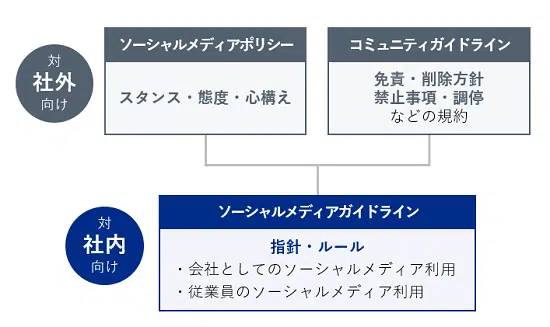 対
社外
向け
ソーシャルメディアポリシー
スタンス・態度・心構え
コミュニティガイドライン
免責・削除方針
禁止事項・調停
などの規約
対
社内
向け
ソーシャルメディアガイドライン
指針・ルール
・会社としてのソーシャルメディア利用
・従業員のソーシャルメディア利用